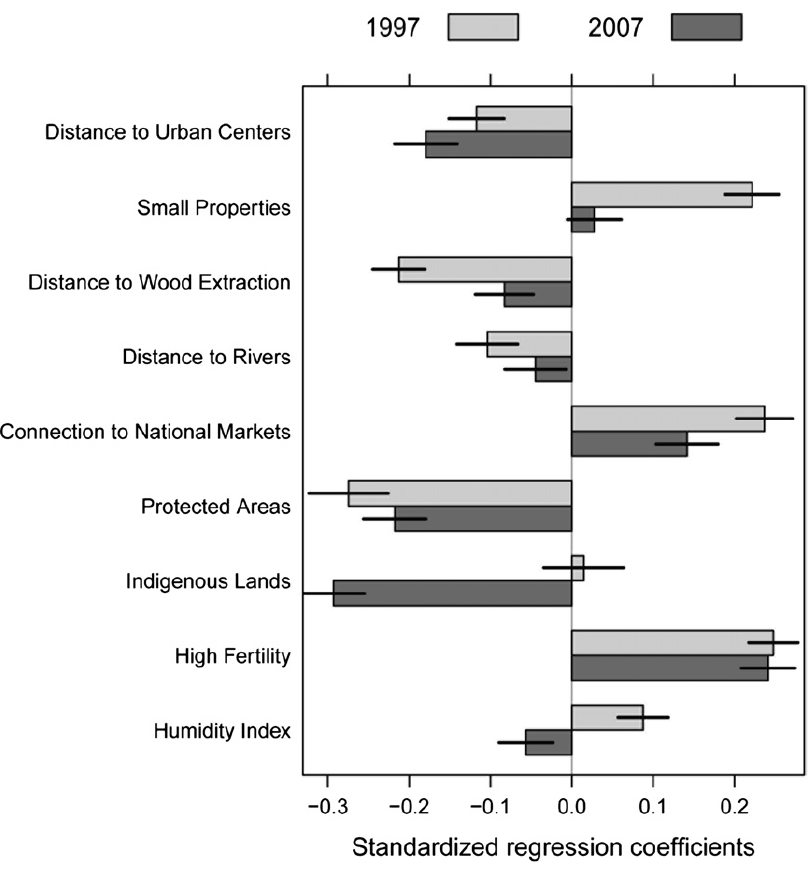 1997 2007
Distance to Urban Centers
Small Properties
Distance to Wood Extraction
Distance to Rivers
Connection to National Markets
Protected Areas
Indigenous Lands
High Fertility
Humidity Index
−0.3 −0.2 −0.1 0.0 0.1 0.2
Standardized regression coefficients